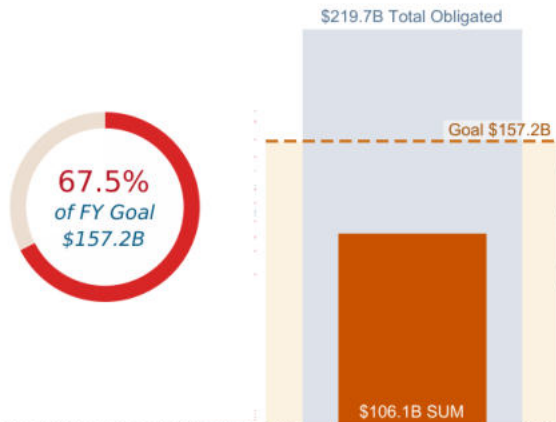 67.5%
of FY Goal
$157.2B
$219.7B Total Obligated
Goal $157.2B
$106.1B SUM